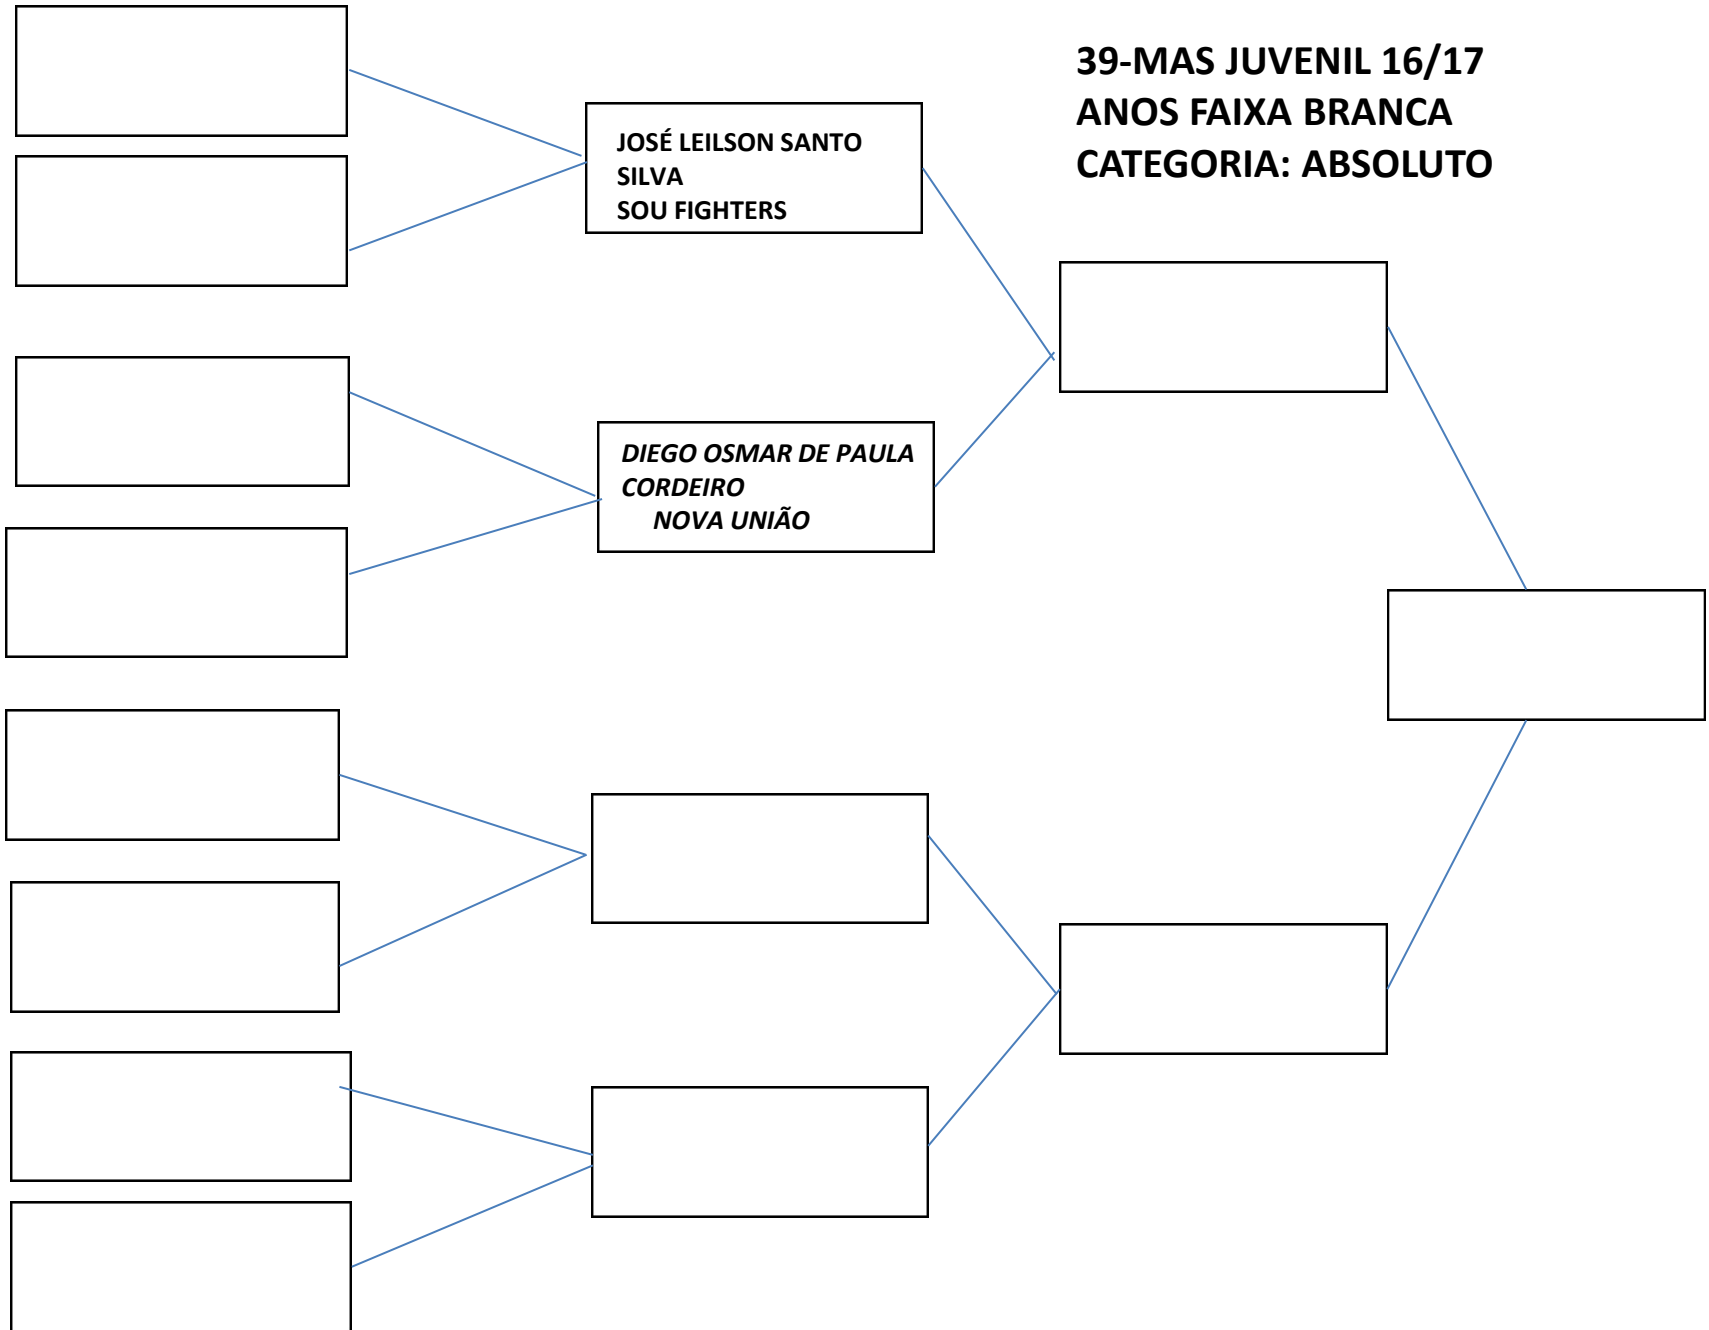 39-MAS JUVENIL 16/17
ANOS FAIXA BRANCA
CATEGORIA: ABSOLUTO
JOSÉ LEILSON SANTO
SILVA
SOU FIGHTERS
DIEGO OSMAR DE PAULA
CORDEIRO
NOVA UNIÃO